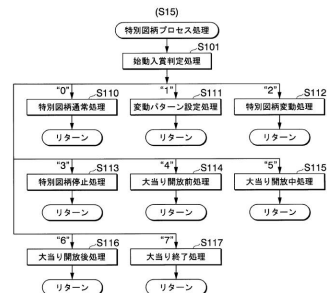 (S15)
特別図柄プロセス処理
S101
始動入賞判定処理
"0" S110 "1" S111 "2" S112
特別図柄通常処理 変動パターン設定処理 特別図柄変動処理
リターン リターン リターン
"3" S113 "4" S114 "5" S115
特別図柄停止処理 大当り開放前処理 大当り開放中処理
リターン リターン リターン
"6" S116 "7" S117
大当り開放後処理 大当り終了処理
リターン リターン